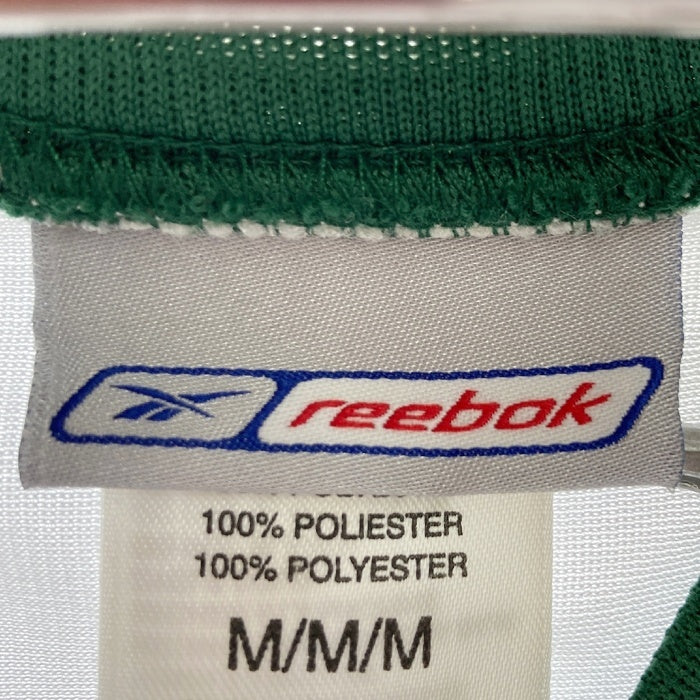 reebok
100% POLIESTER
100% POLYESTER
M/M/M